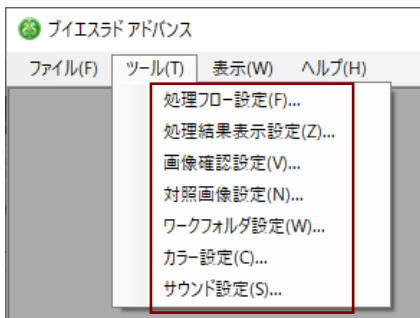 ブイエスラド アドバンス
ファイル(F) ツール(T) 表示(W) ヘルプ(H)
処理フロー設定(F)...
処理結果表示設定(Z)...
画像確認設定(V)...
対照画像設定(N)...
ワークフォルダ設定(W)...
カラー設定(C)...
サウンド設定(S)...